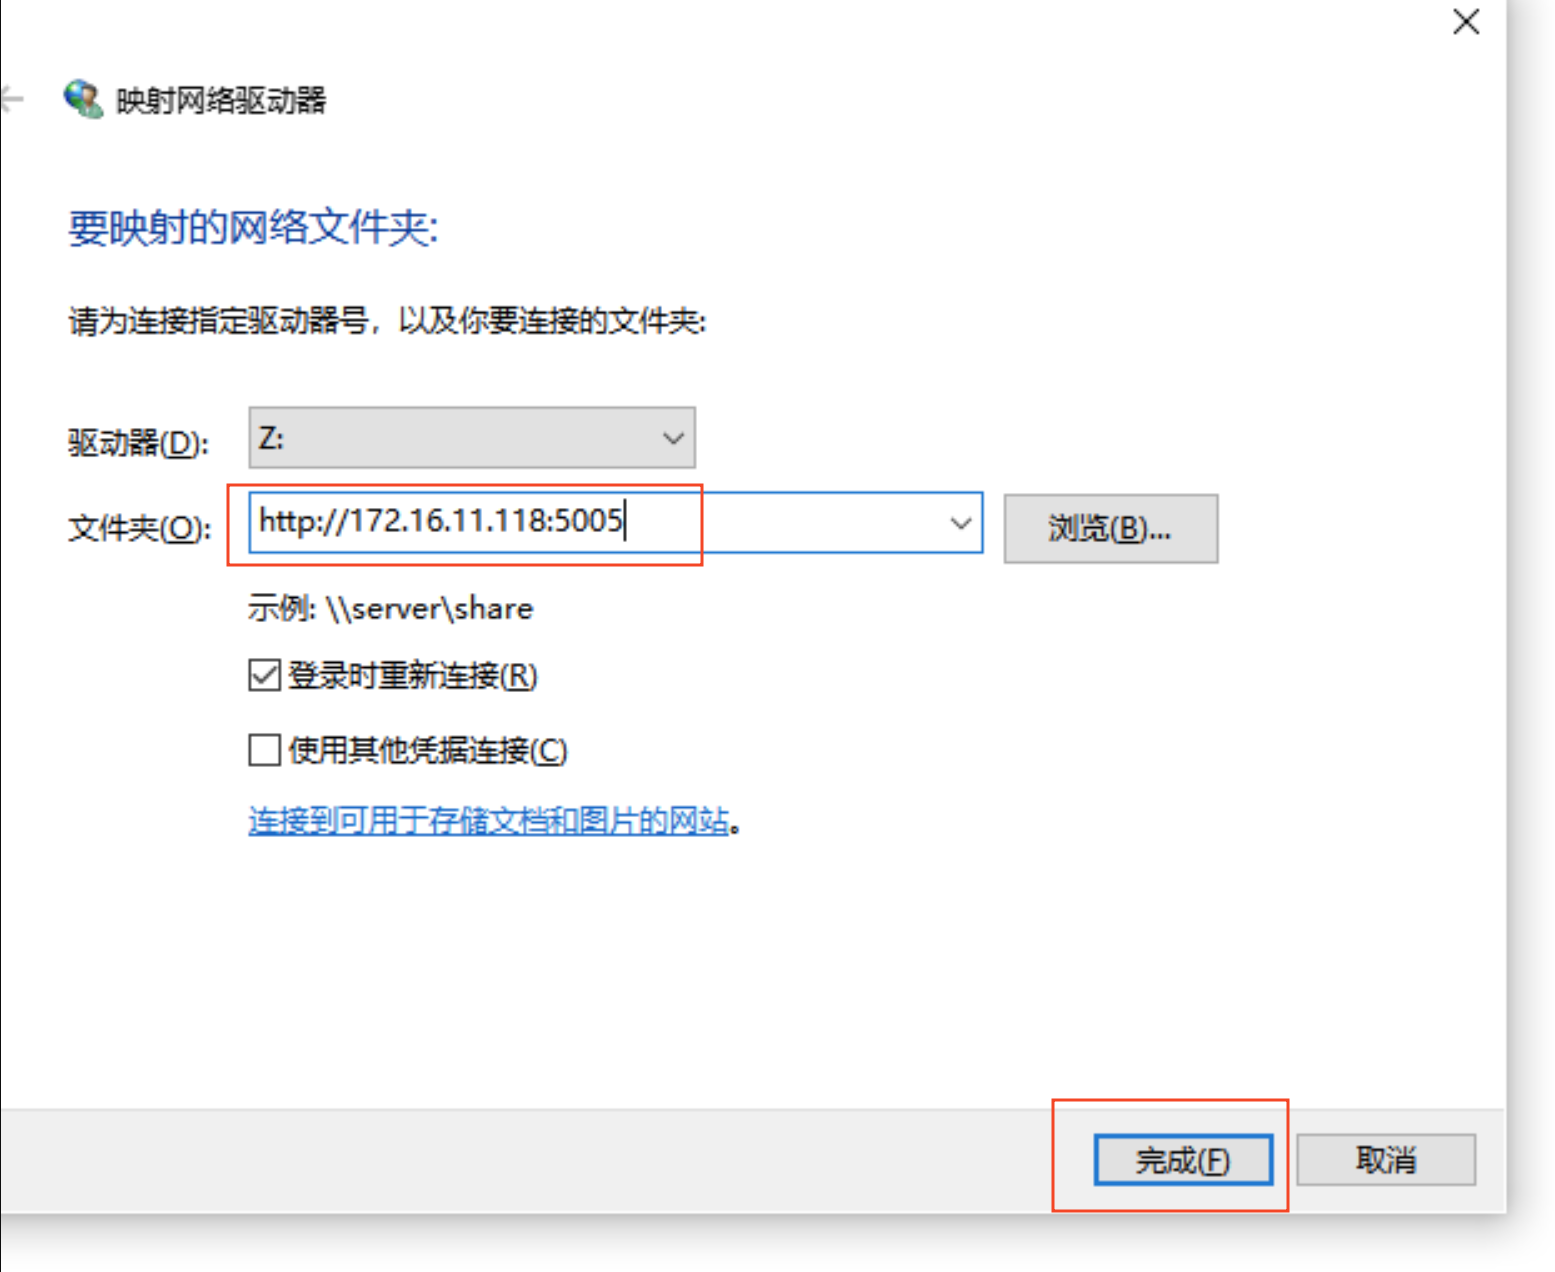 映射网络驱动器
要映射的网络文件夹:
请为连接指定驱动器号，以及你要连接的文件夹:
驱动器(D): Z:
文件夹(O): http://172.16.11.118:5005 浏览(B)...
示例: \\server\share
登录时重新连接(R)
使用其他凭据连接(C)
连接到可用于存储文档和图片的网站。
完成(F) 取消